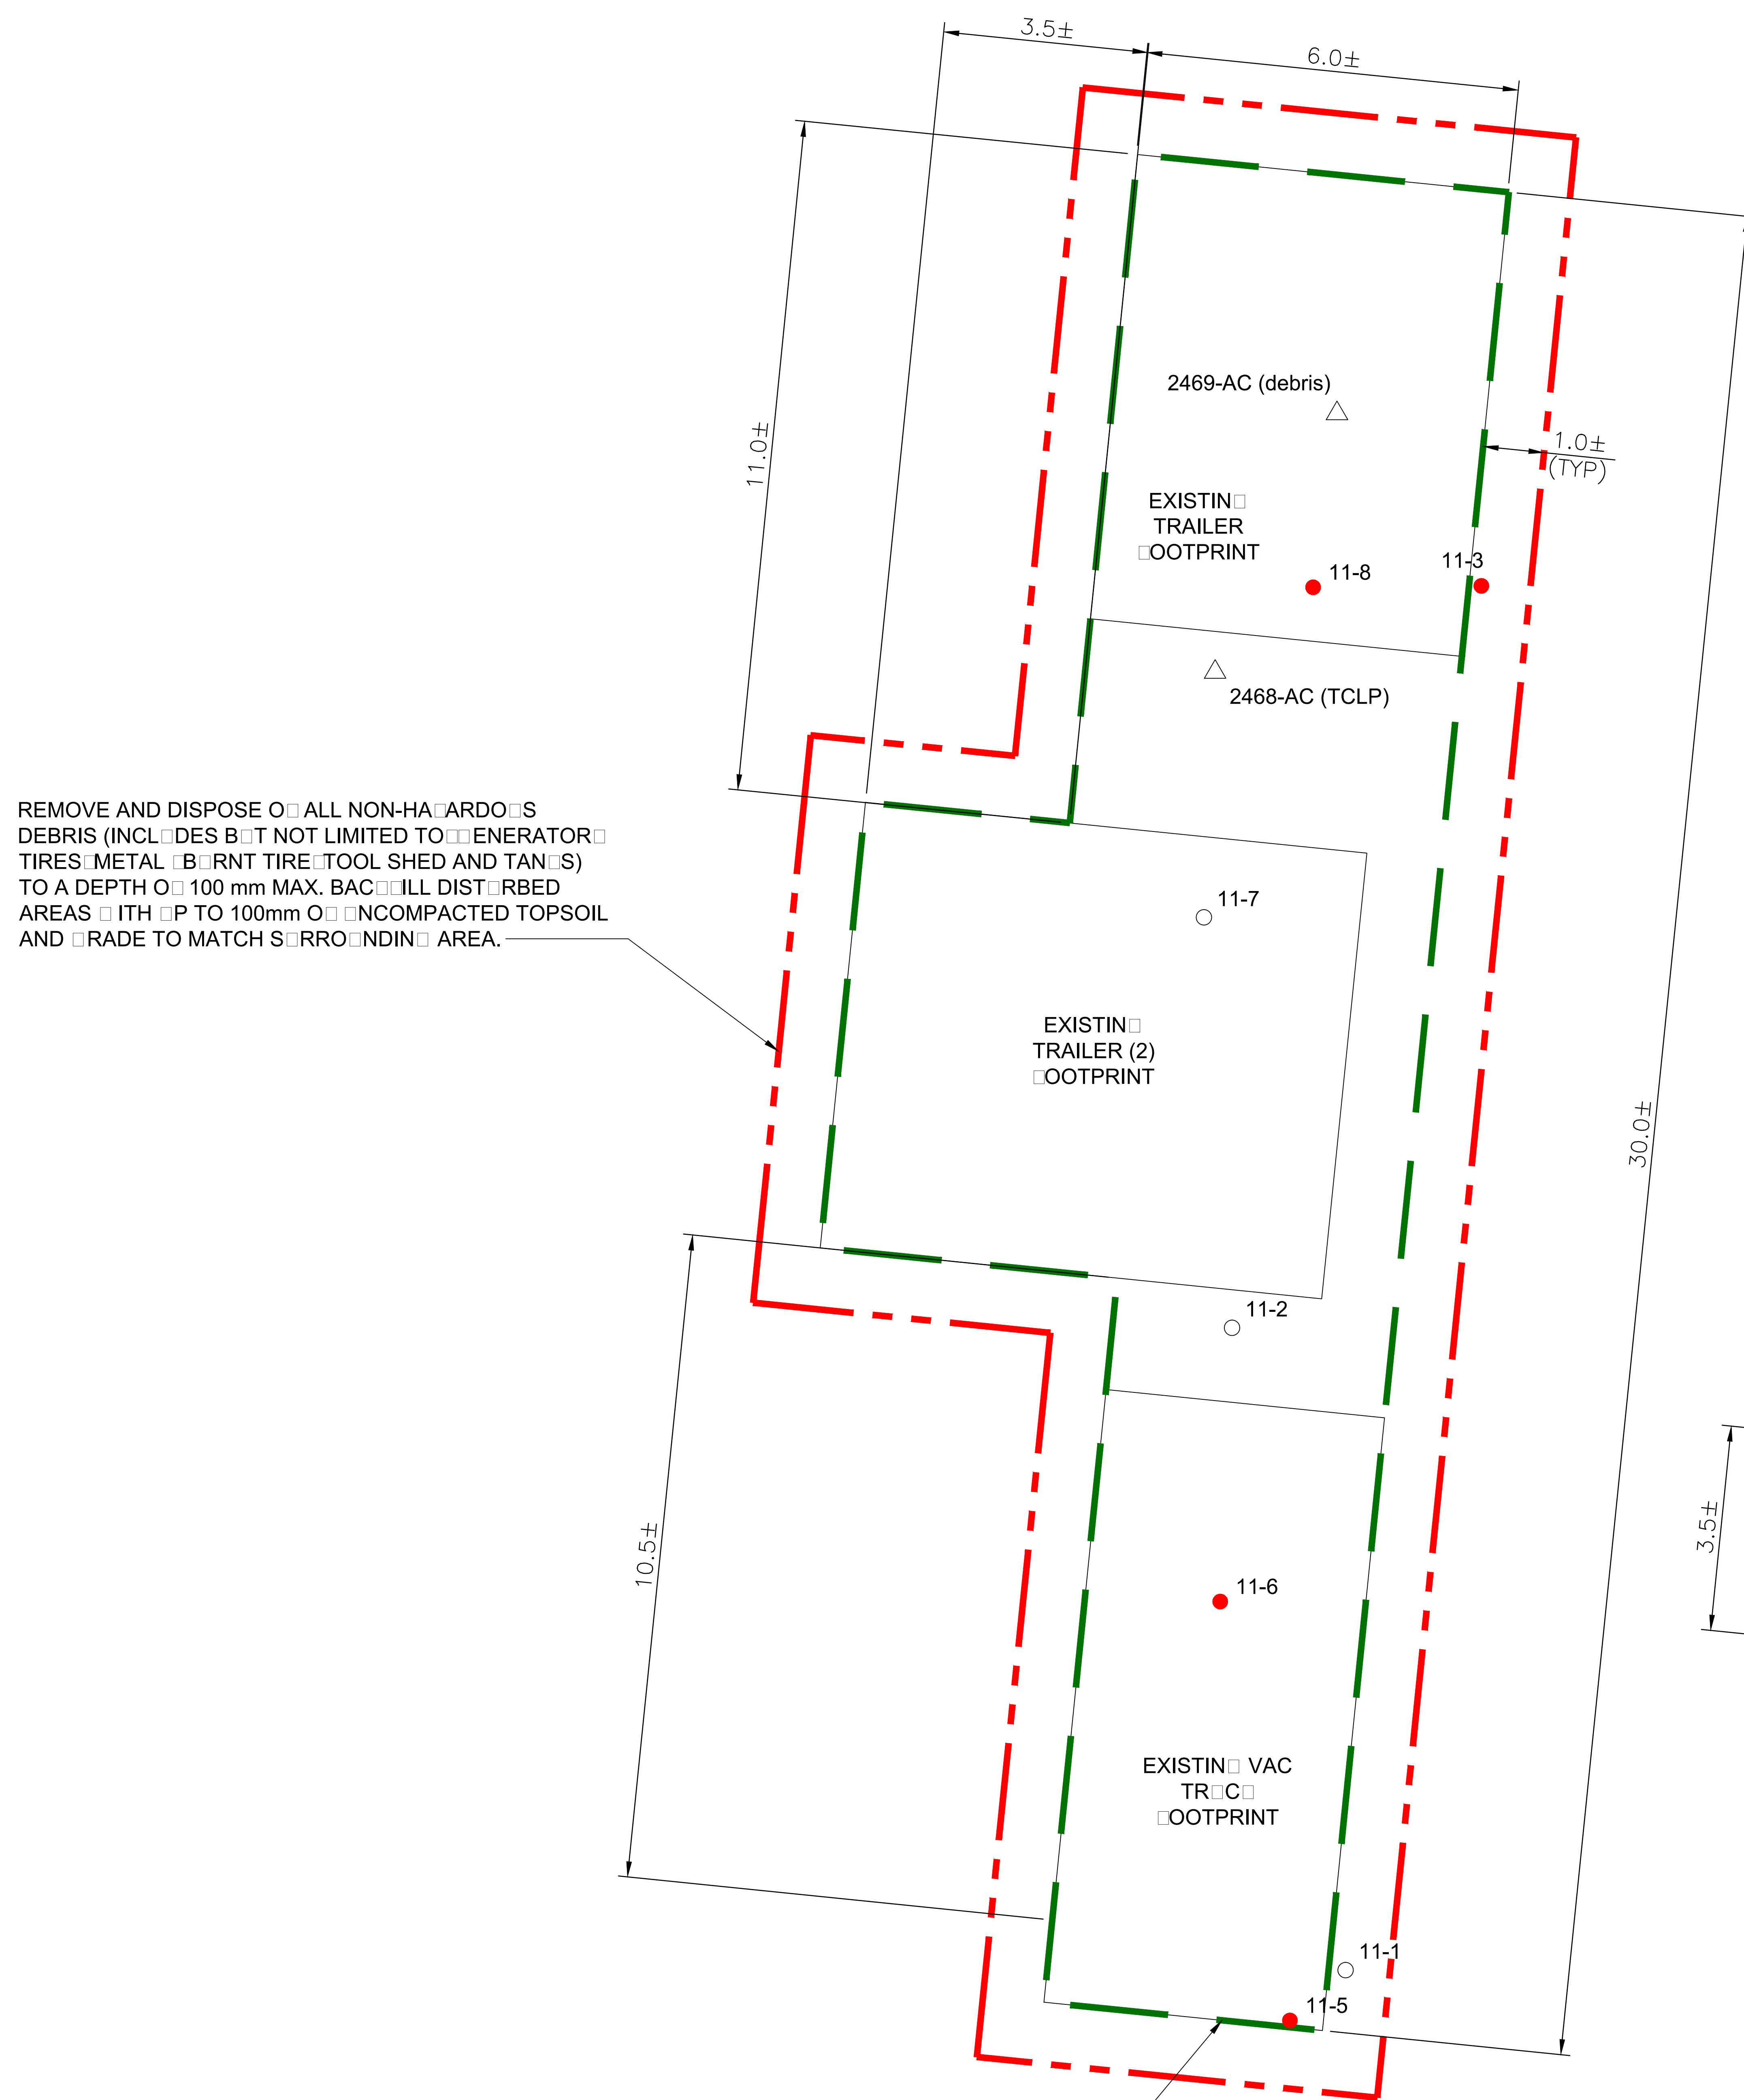 3.5±
6.0±
11.0±
2469-AC (debris)
1.0±
(TYP)
EXISTIN□
TRAILER
□OOTPRINT
11-8
11-3
2468-AC (TCLP)
REMOVE AND DISPOSE O□ ALL NON-HA□ARDO□S
DEBRIS (INCL□DES B□T NOT LIMITED TO□□ENERATOR□
TIRES□METAL □B□RNT TIRE□TOOL SHED AND TAN□S)
TO A DEPTH O□ 100 mm MAX. BAC□□ILL DIST□RBED
AREAS □ITH □P TO 100mm O□ □NCOMPACTED TOPSOIL
AND □RADE TO MATCH S□RRO□NDIN□ AREA.
11-7
EXISTIN□
TRAILER (2)
□OOTPRINT
30.0±
11-2
10.5±
3.5±
11-6
EXISTIN□ VAC
TR□C□
□OOTPRINT
11-1
11-5